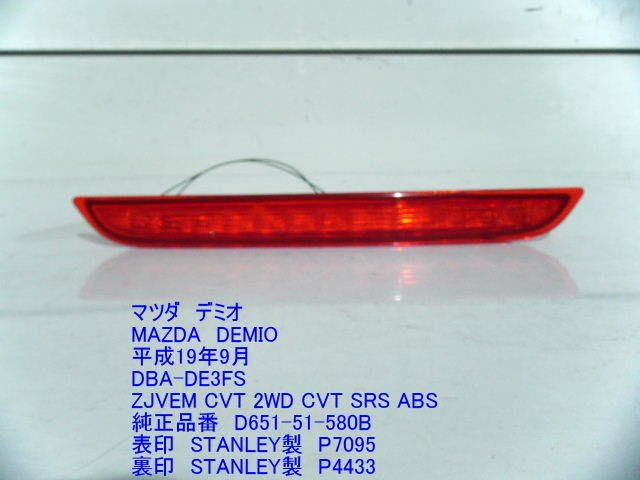 マツダ　デミオ
MAZDA　DEMIO
平成19年9月
DBA-DE3FS
ZJVEM CVT 2WD CVT SRS ABS
純正品番　D651-51-580B
表印　STANLEY製　P7095
裏印　STANLEY製　P4433